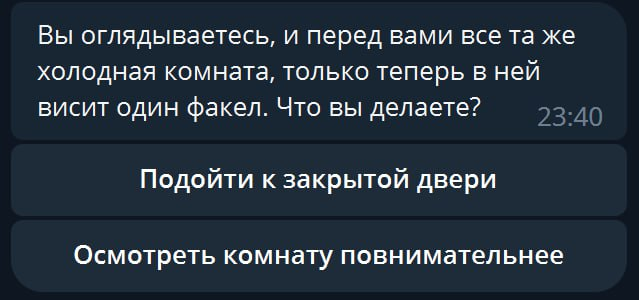 Вы оглядываетесь, и перед вами все та же
холодная комната, только теперь в ней
висит один факел. Что вы делаете?
23:40
Подойти к закрытой двери
Осмотреть комнату повнимательнее